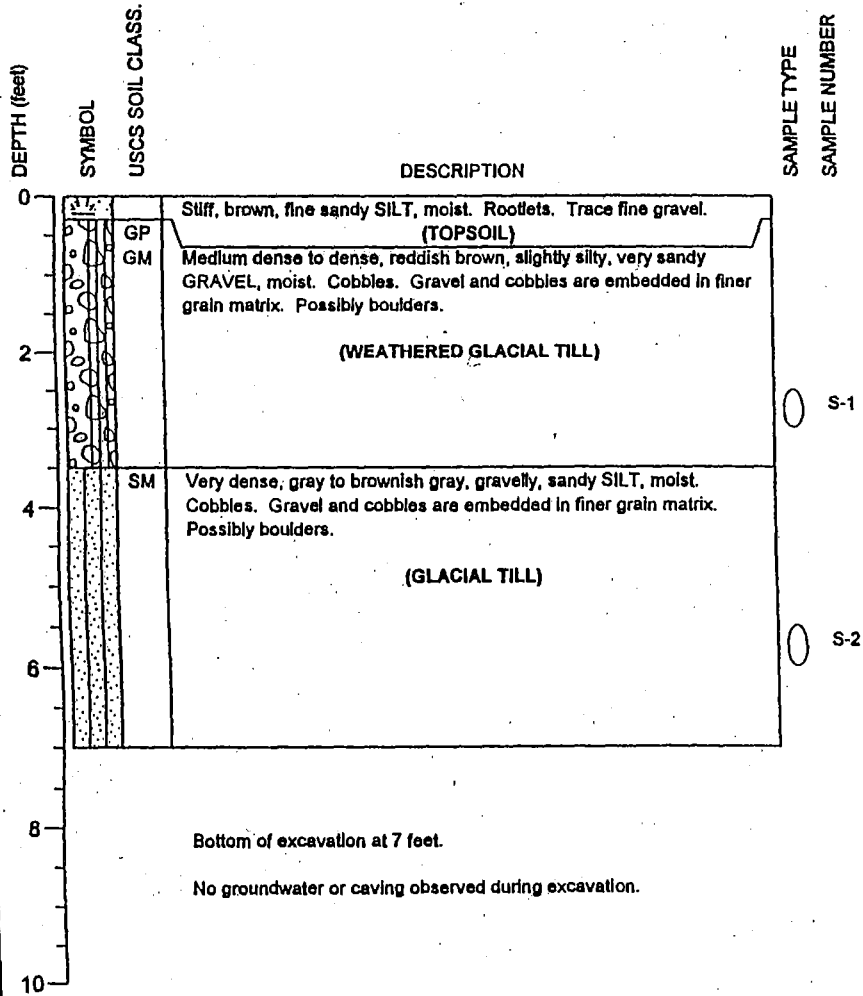 DEPTH (feet)
SYMBOL
USCS SOIL CLASS.
DESCRIPTION
SAMPLE TYPE
SAMPLE NUMBER
0
Stiff, brown, fine sandy SILT, moist. Rootlets. Trace fine gravel.
(TOPSOIL)
GP
GM
Medium dense to dense, reddish brown, slightly silty, very sandy
GRAVEL, moist. Cobbles. Gravel and cobbles are embedded in finer
grain matrix. Possibly boulders.
2
(WEATHERED GLACIAL TILL)
S-1
SM
Very dense, gray to brownish gray, gravelly, sandy SILT, moist.
4
Cobbles. Gravel and cobbles are embedded in finer grain matrix.
Possibly boulders.
(GLACIAL TILL)
S-2
6
8
Bottom of excavation at 7 feet.
No groundwater or caving observed during excavation.
10